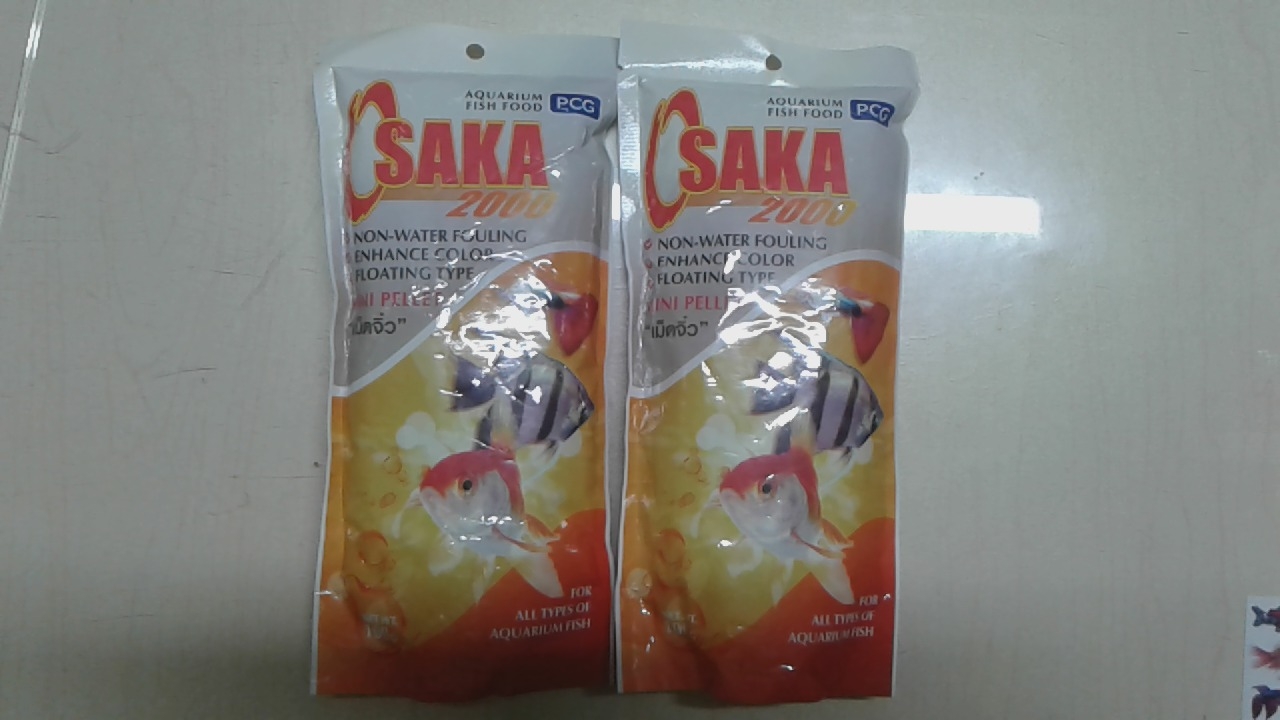 AQUARIUM
FISH FOOD
PCG
OSAKA
2000
NON-WATER FOULING
ENHANCE COLOR
FLOATING TYPE
PELLET
"เม็ดจิ๋ว"
FOR
ALL TYPES OF
AQUARIUM FISH
AQUARIUM
FISH FOOD
PCG
OSAKA
2000
NON-WATER FOULING
ENHANCE COLOR
FLOATING TYPE
"เม็ดจิ๋ว"
FOR
ALL TYPES OF
AQUARIUM FISH